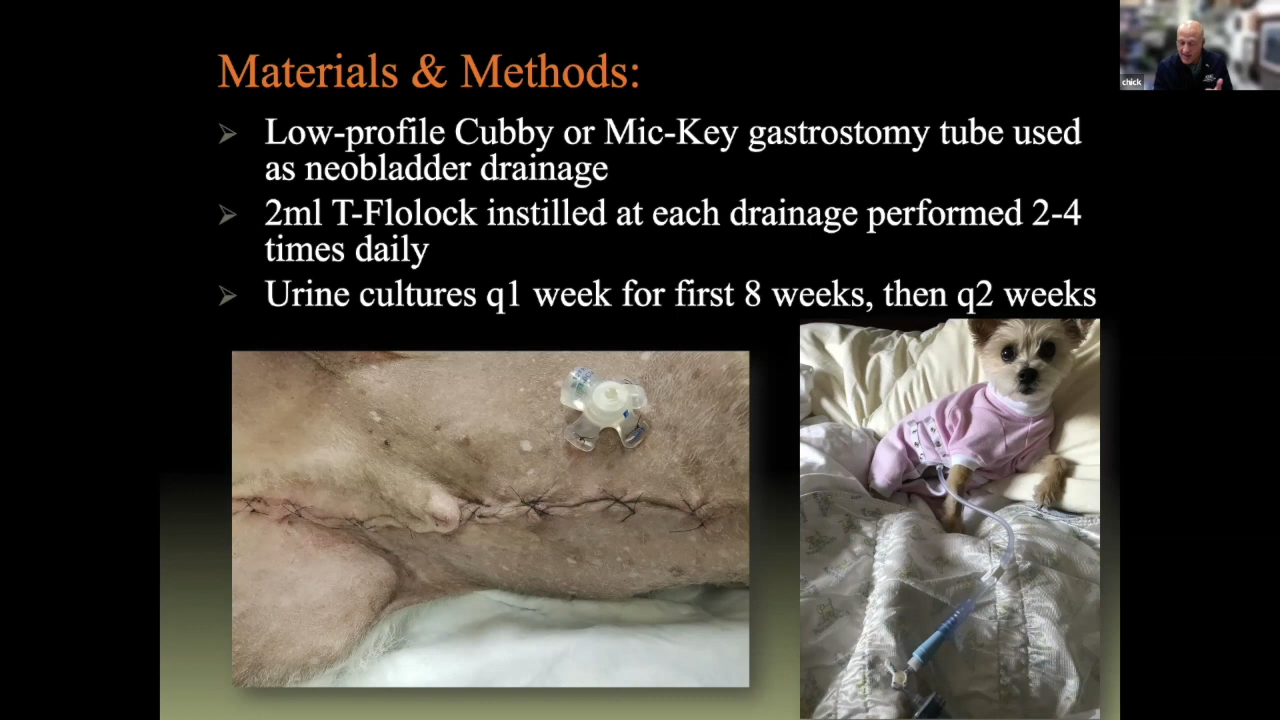 Materials & Methods:
Low-profile Cubby or Mic-Key gastrostomy tube used
as neobladder drainage
2ml T-Flolock instilled at each drainage performed 2-4
times daily
Urine cultures q1 week for first 8 weeks, then q2 weeks
chick